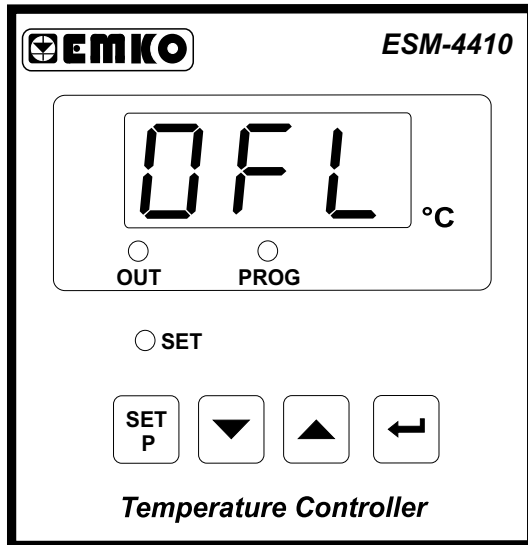 EMKO
ESM-4410
OFL
°C
OUT PROG
SET
SET
P
Temperature Controller